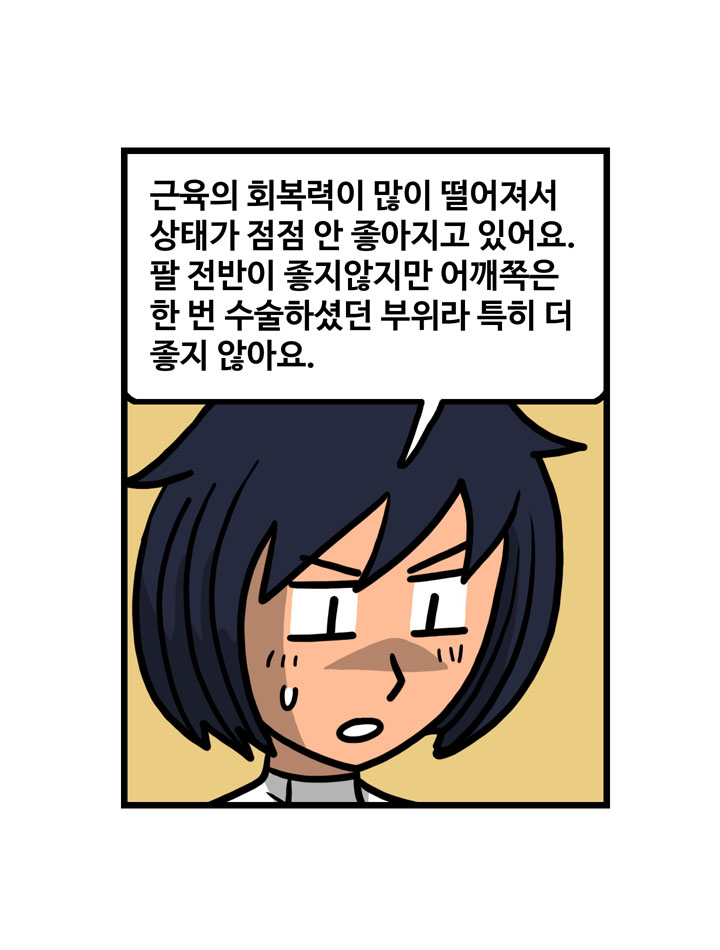 근육의 회복력이 많이 떨어져서
상태가 점점 안 좋아지고 있어요.
팔 전반이 좋지않지만 어깨쪽은
한 번 수술하셨던 부위라 특히 더
좋지 않아요.